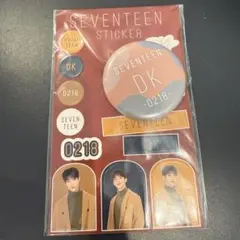 SEVENTEEN
STICKER
SEVENTEEN
DK
-0218-
DK
0218
SEVEN
TEEN
SEVENTEEN
0218